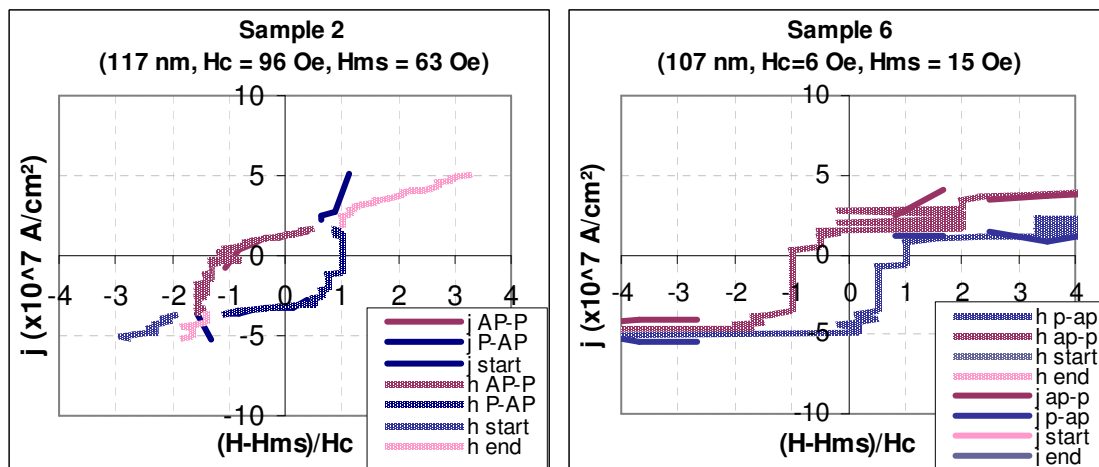 Sample 2
(117 nm, Hc = 96 Oe, Hms = 63 Oe)
10
5
0
-5
-10
-4 -3 -2 -1 0 1 2 3 4
j (x10^7 A/cm²)
(H-Hms)/Hc
j AP-P
j P-AP
j start
h AP-P
h P-AP
h start
h end
Sample 6
(107 nm, Hc=6 Oe, Hms = 15 Oe)
10
5
0
-5
-10
-4 -3 -2 -1 0 1 2 3 4
j (x10^7 A/cm²)
(H-Hms)/Hc
h p-ap
h ap-p
h start
h end
j ap-p
j p-ap
j start
j end